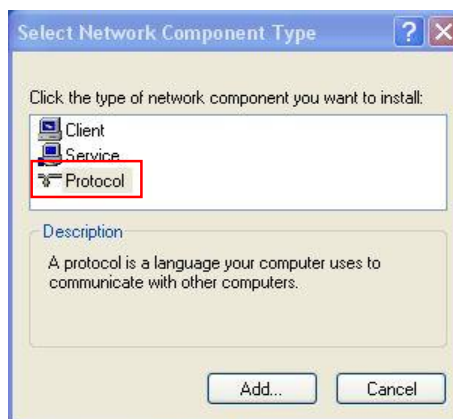 Select Network Component Type
Click the type of network component you want to install:
Client
Service
Protocol
Description
A protocol is a language your computer uses to
communicate with other computers.
Add...
Cancel